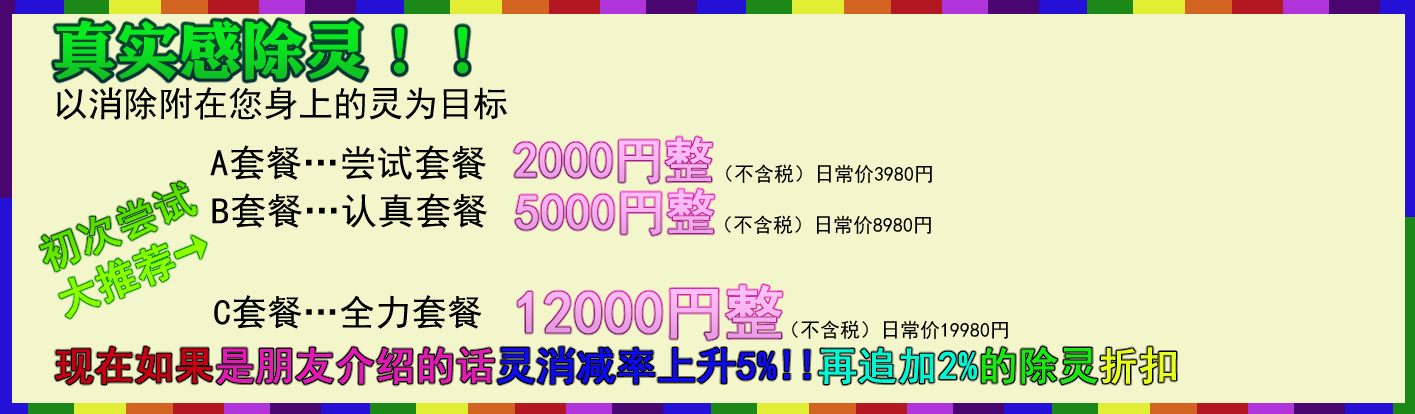 真实感除灵！！
以消除附在您身上的灵为目标
A套餐…尝试套餐 2000円整（不含税）日常价3980円
B套餐…认真套餐 5000円整（不含税）日常价8980円
初次尝试
大推荐→
C套餐…全力套餐 12000円整（不含税）日常价19980円
现在如果是朋友介绍的话灵消减率上升5%!!再追加2%的除灵折扣